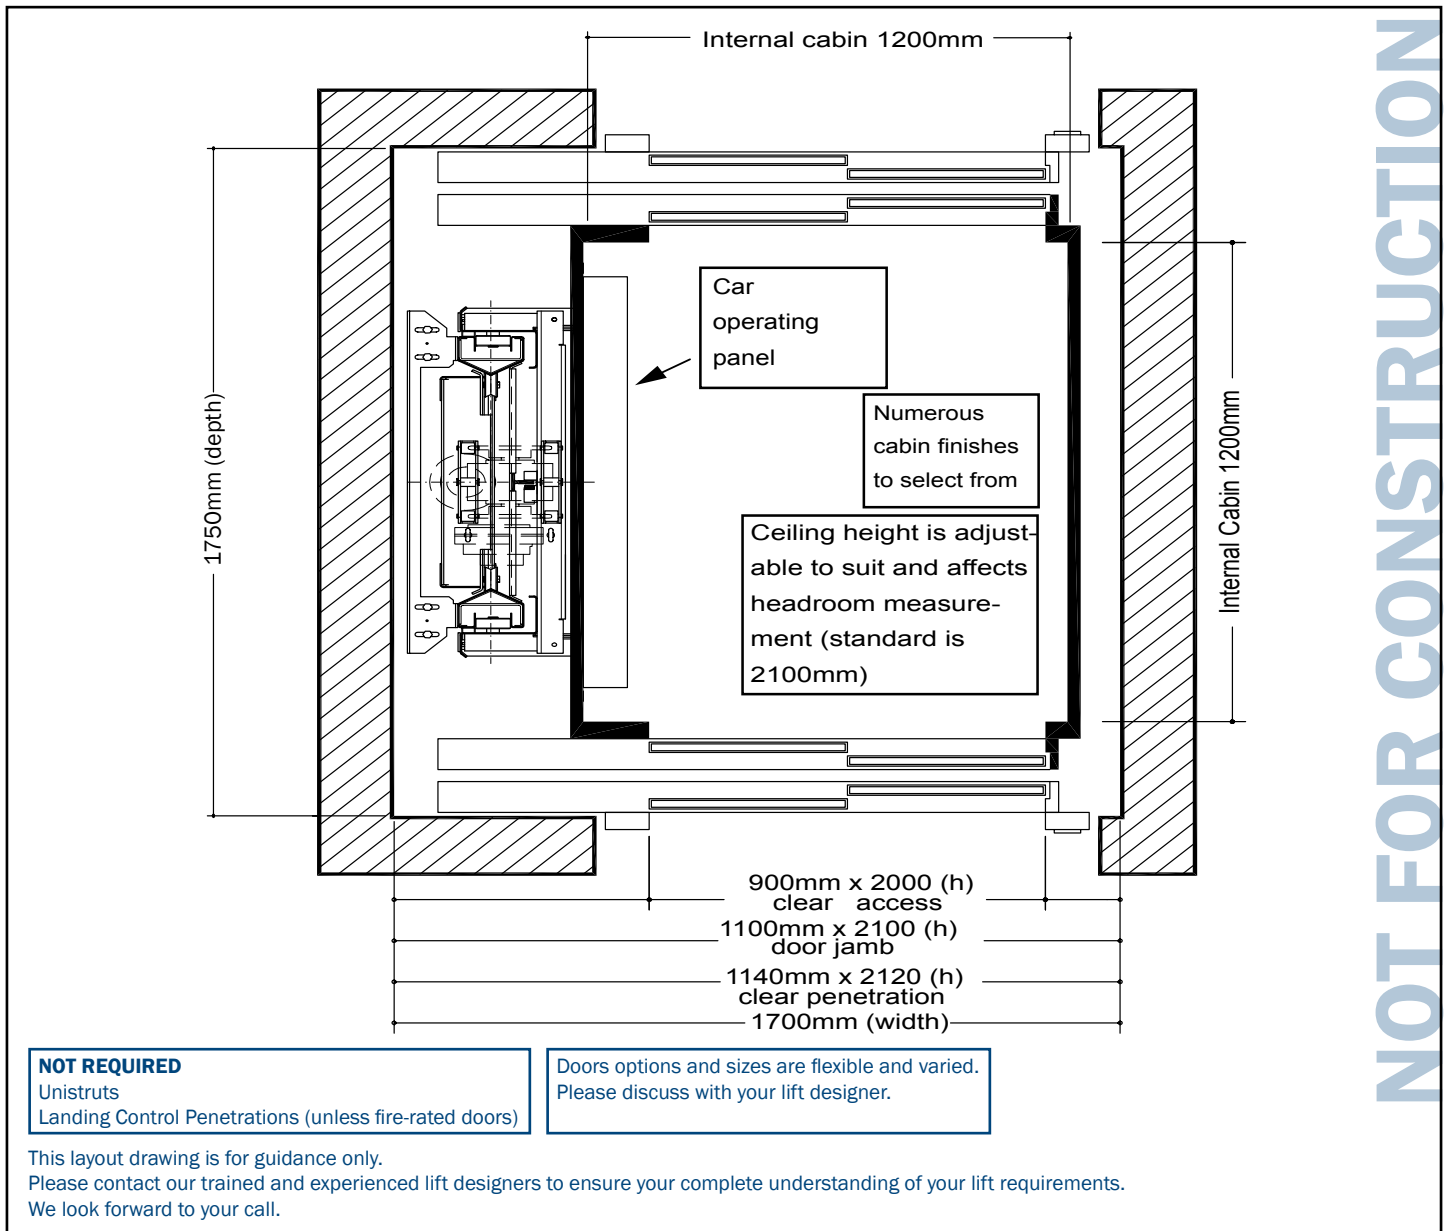 Internal cabin 1200mm
Car
operating
panel
Numerous
cabin finishes
to select from
Ceiling height is adjust-
able to suit and affects
headroom measure-
ment (standard is
2100mm)
1750mm (depth)
Internal Cabin 1200mm
900mm x 2000 (h)
clear access
1100mm x 2100 (h)
door jamb
1140mm x 2120 (h)
clear penetration
1700mm (width)
NOT FOR CONSTRUCTION
NOT REQUIRED
Unistruts
Landing Control Penetrations (unless fire-rated doors)
Doors options and sizes are flexible and varied.
Please discuss with your lift designer.
This layout drawing is for guidance only.
Please contact our trained and experienced lift designers to ensure your complete understanding of your lift requirements.
We look forward to your call.